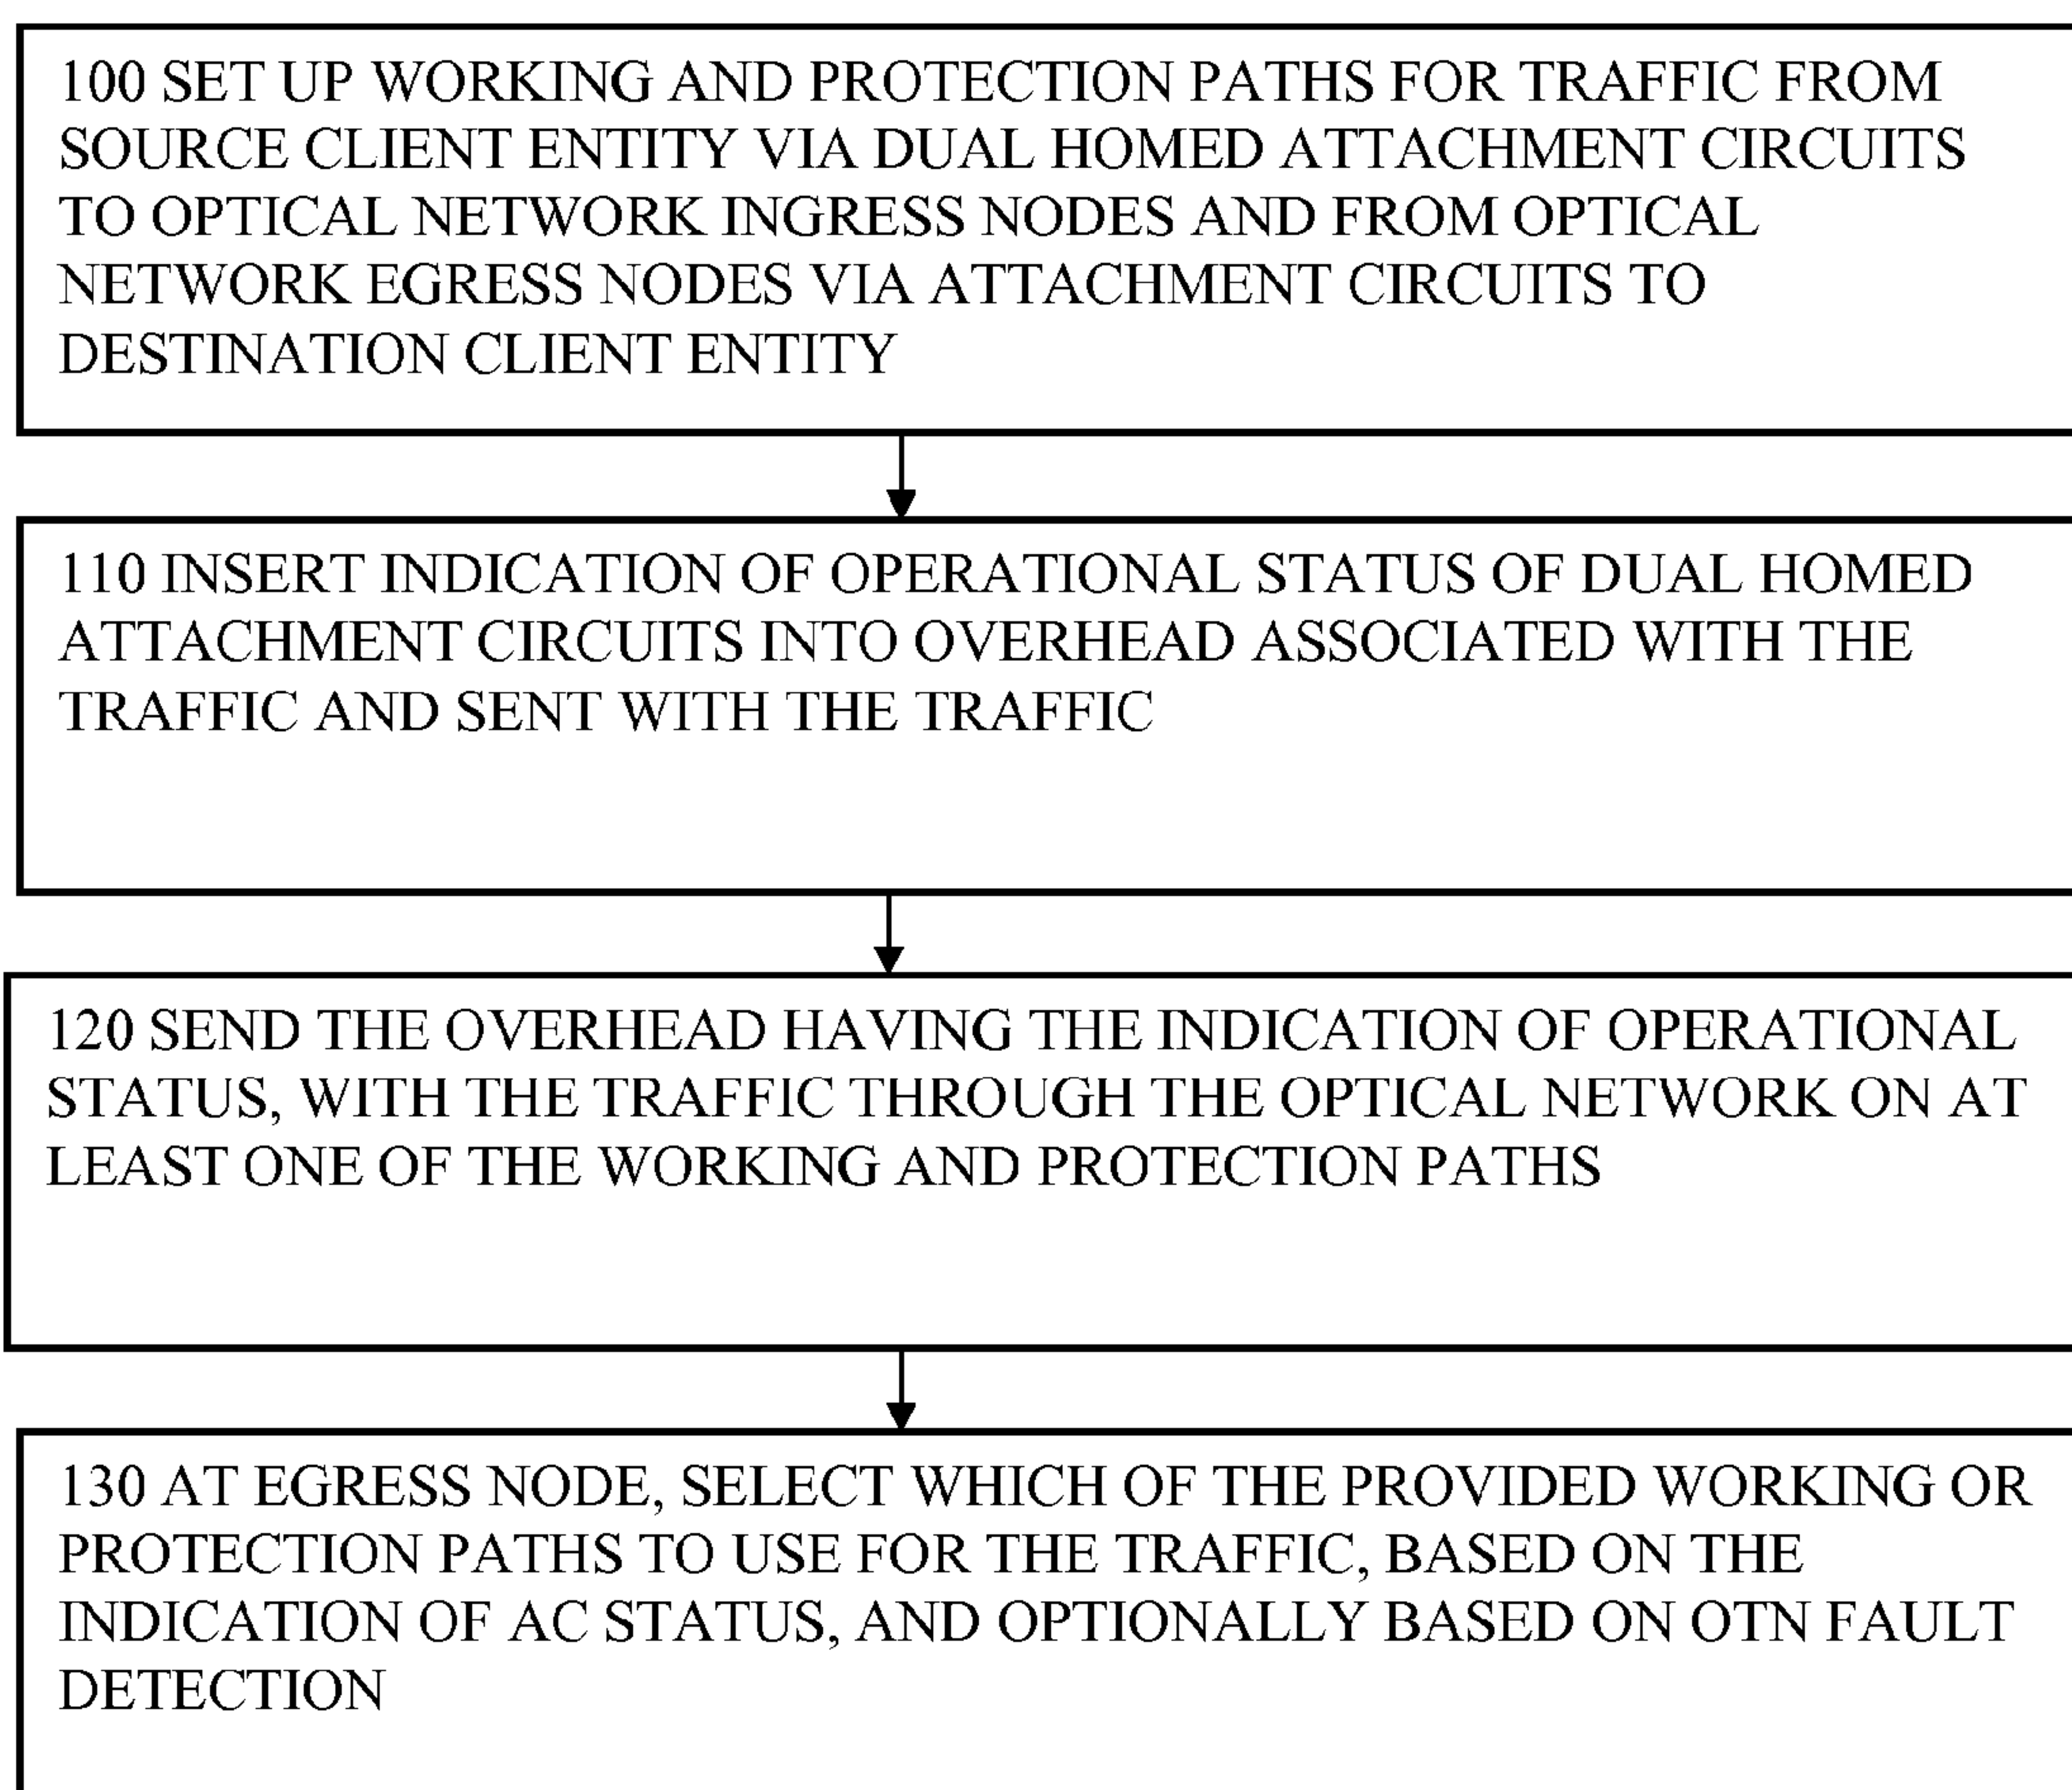 100 SET UP WORKING AND PROTECTION PATHS FOR TRAFFIC FROM
SOURCE CLIENT ENTITY VIA DUAL HOMED ATTACHMENT CIRCUITS
TO OPTICAL NETWORK INGRESS NODES AND FROM OPTICAL
NETWORK EGRESS NODES VIA ATTACHMENT CIRCUITS TO
DESTINATION CLIENT ENTITY
110 INSERT INDICATION OF OPERATIONAL STATUS OF DUAL HOMED
ATTACHMENT CIRCUITS INTO OVERHEAD ASSOCIATED WITH THE
TRAFFIC AND SENT WITH THE TRAFFIC
120 SEND THE OVERHEAD HAVING THE INDICATION OF OPERATIONAL
STATUS, WITH THE TRAFFIC THROUGH THE OPTICAL NETWORK ON AT
LEAST ONE OF THE WORKING AND PROTECTION PATHS
130 AT EGRESS NODE, SELECT WHICH OF THE PROVIDED WORKING OR
PROTECTION PATHS TO USE FOR THE TRAFFIC, BASED ON THE
INDICATION OF AC STATUS, AND OPTIONALLY BASED ON OTN FAULT
DETECTION